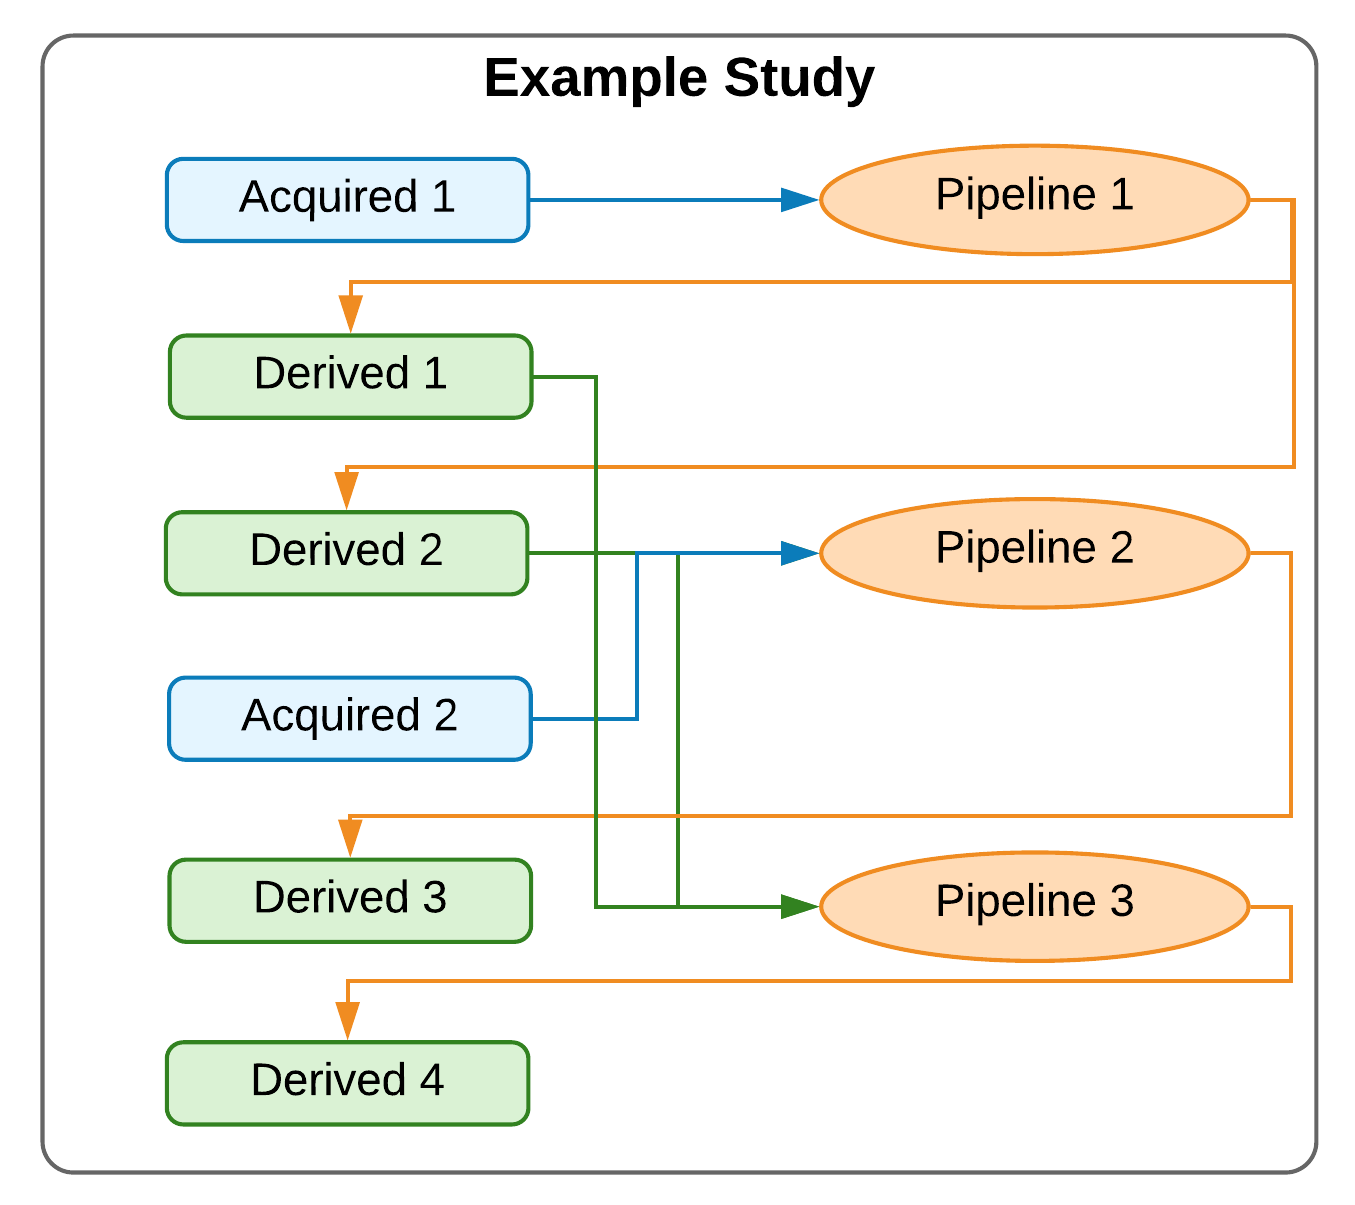 Example Study
Acquired 1
Pipeline 1
Derived 1
Derived 2
Pipeline 2
Acquired 2
Derived 3
Pipeline 3
Derived 4